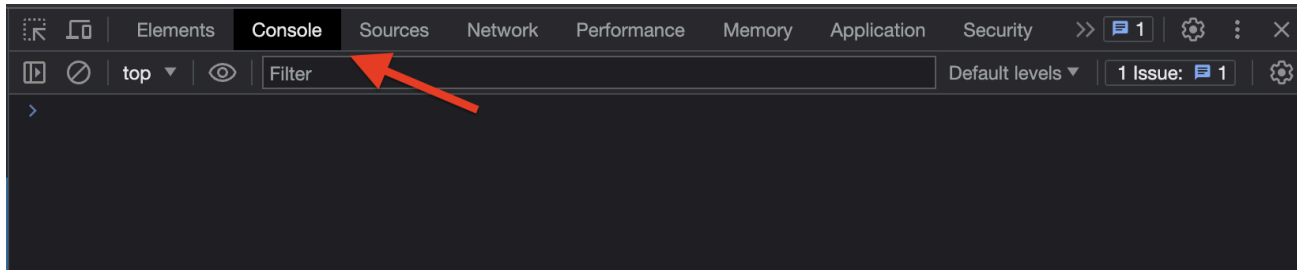 Elements Console Sources Network Performance Memory Application Security 1
top Filter Default levels 1 Issue: 1